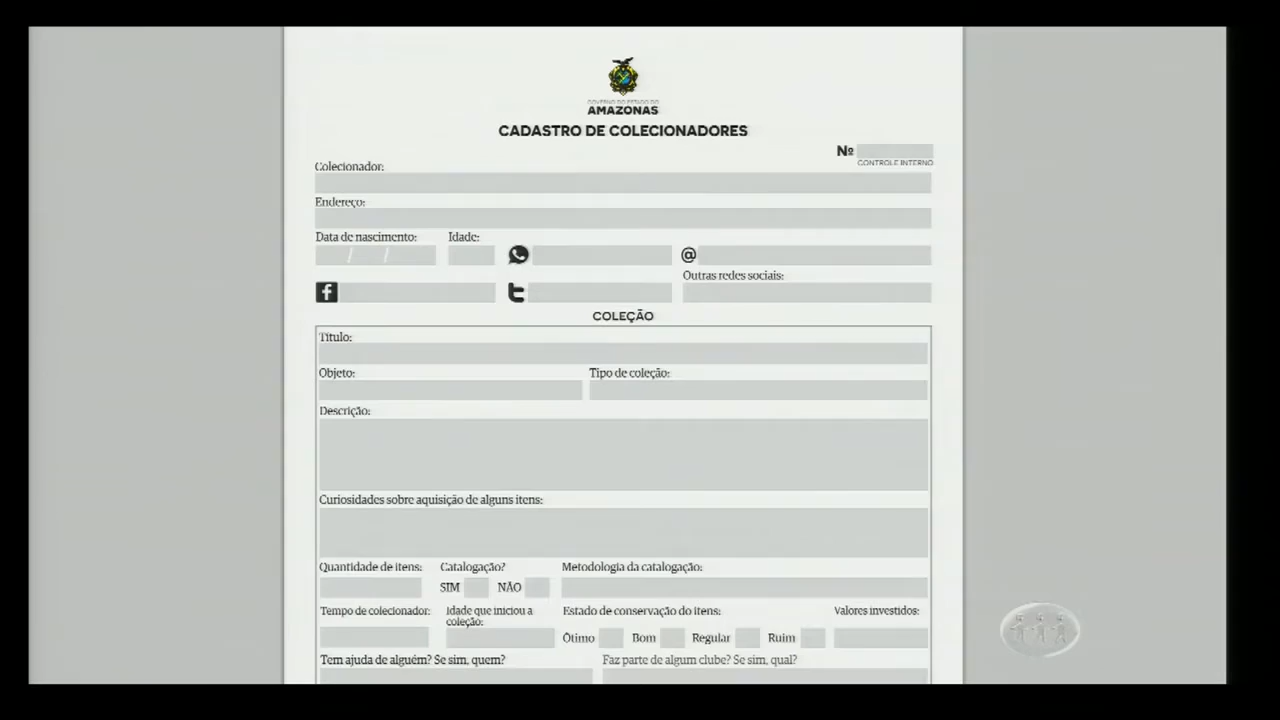 GOVERNO DO ESTADO DO
AMAZONAS
CADASTRO DE COLECIONADORES
Nº
CONTROLE INTERNO
Colecionador:
Endereço:
Data de nascimento: Idade:
/ /
@
Outras redes sociais:
COLEÇÃO
Título:
Objeto: Tipo de coleção:
Descrição:
Curiosidades sobre aquisição de alguns itens:
Quantidade de itens: Catalogação? Metodologia da catalogação:
SIM NÃO
Tempo de colecionador: Idade que iniciou a Estado de conservação do itens: Valores investidos:
coleção:
Ótimo Bom Regular Ruim
Tem ajuda de alguém? Se sim, quem? Faz parte de algum clube? Se sim, qual?